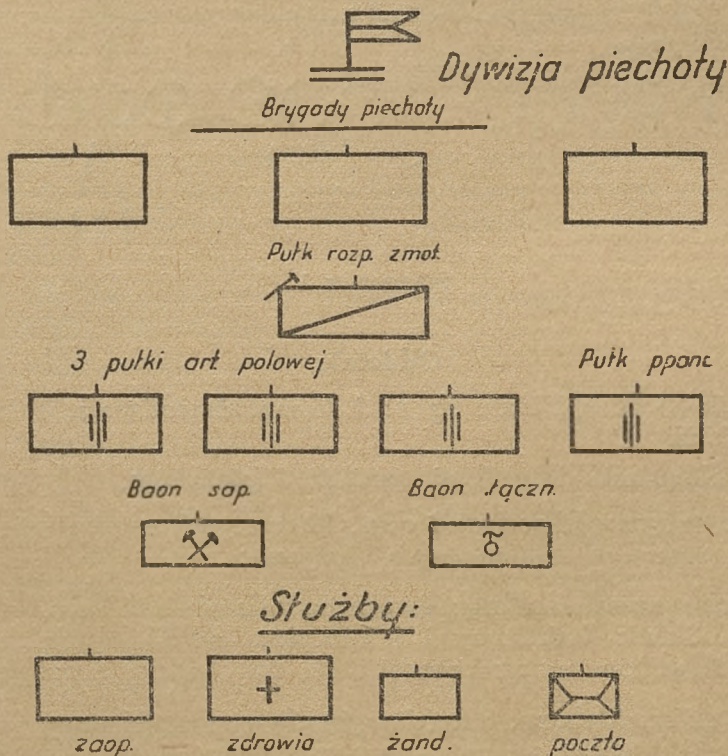 Dywizja piechoty
Brygady piechoty
Pułk rozp. zmot.
3 pułki art. polowej
Pułk ppanc
Baon sap.
Baon łączn.
Służby:
zaop.
zdrowia
żand.
poczta